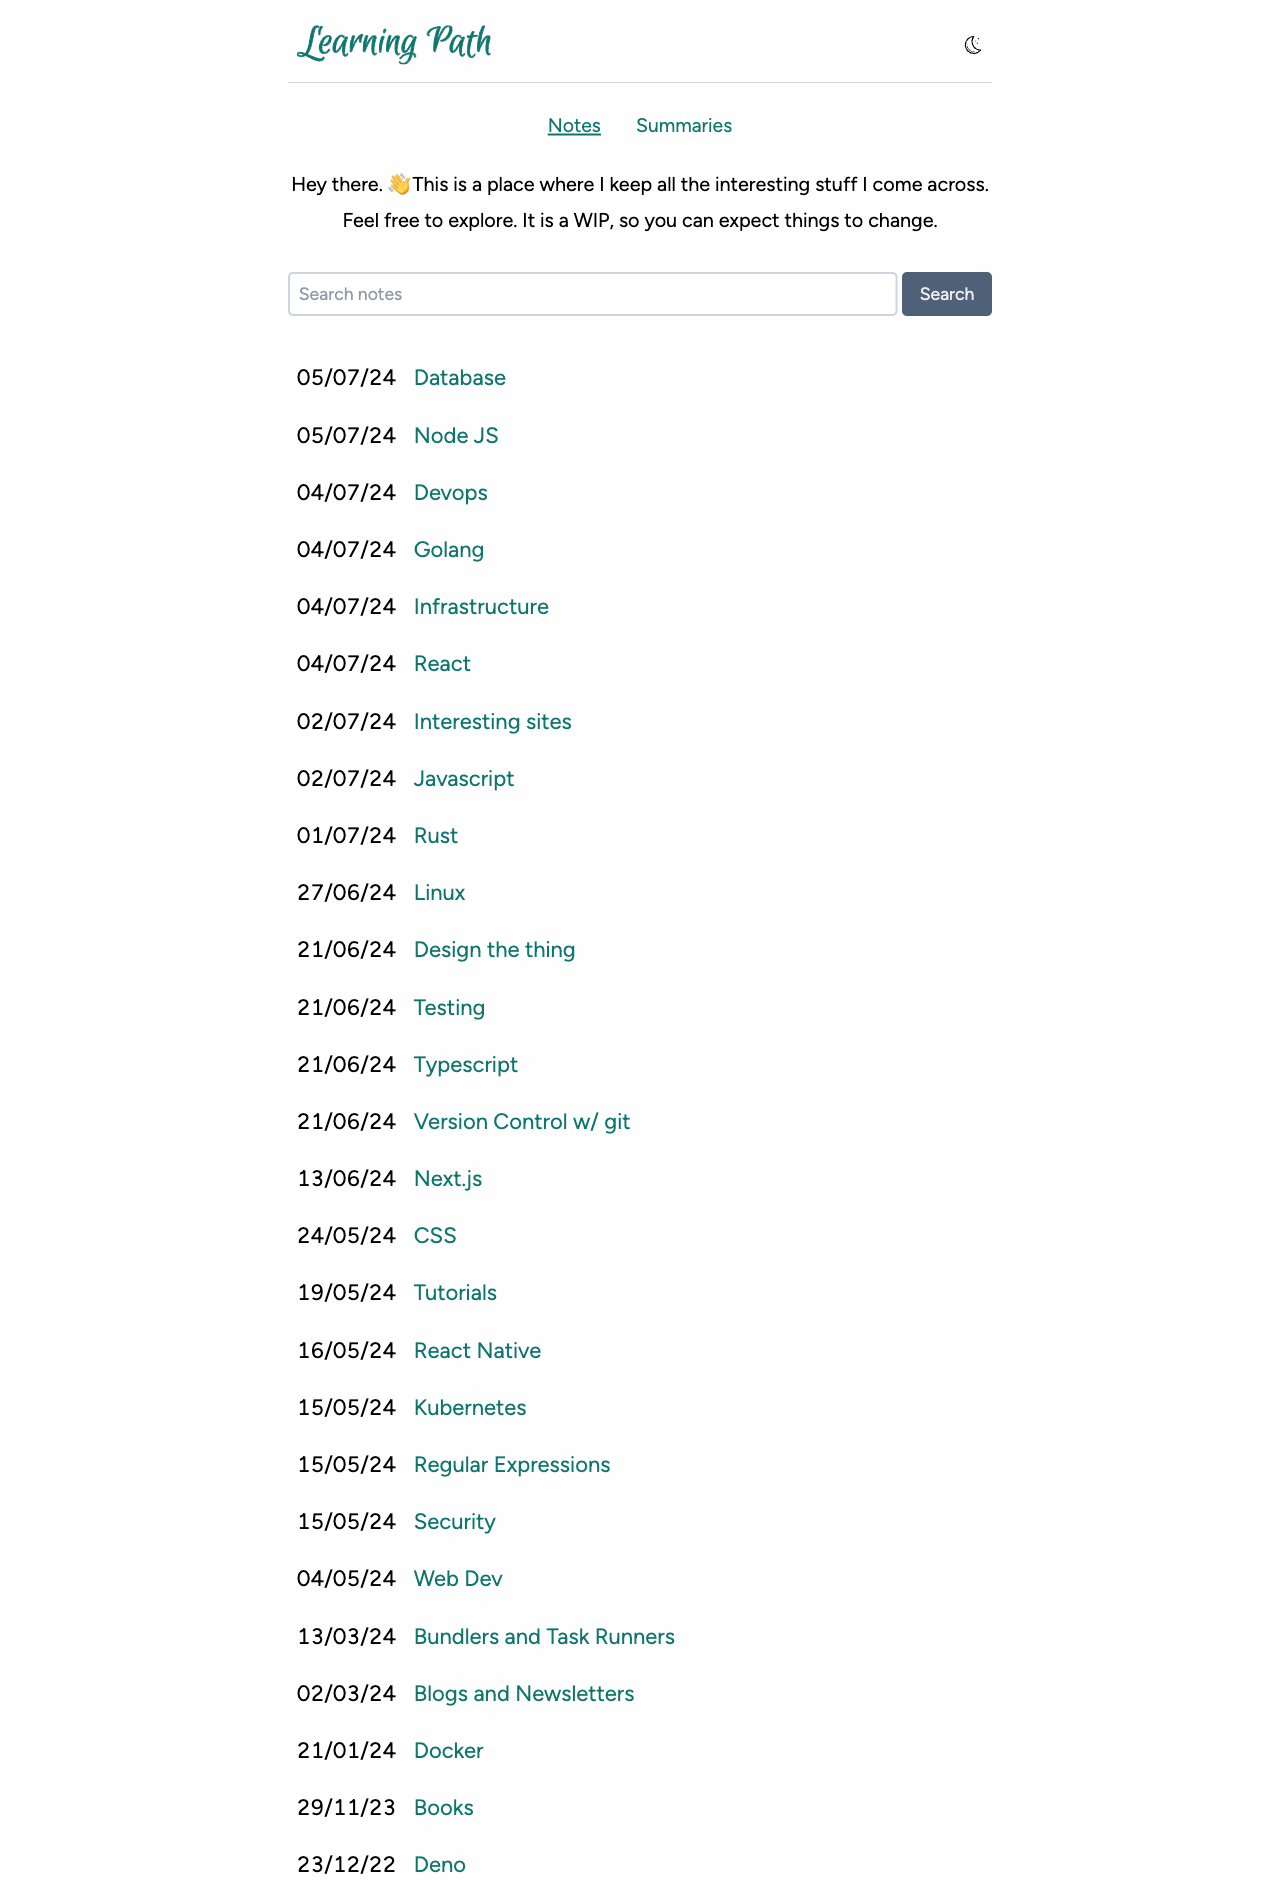 Learning Path
Notes Summaries
Hey there. 👋This is a place where I keep all the interesting stuff I come across.
Feel free to explore. It is a WIP, so you can expect things to change.
Search notes Search
05/07/24 Database
05/07/24 Node JS
04/07/24 Devops
04/07/24 Golang
04/07/24 Infrastructure
04/07/24 React
02/07/24 Interesting sites
02/07/24 Javascript
01/07/24 Rust
27/06/24 Linux
21/06/24 Design the thing
21/06/24 Testing
21/06/24 Typescript
21/06/24 Version Control w/ git
13/06/24 Next.js
24/05/24 CSS
19/05/24 Tutorials
16/05/24 React Native
15/05/24 Kubernetes
15/05/24 Regular Expressions
15/05/24 Security
04/05/24 Web Dev
13/03/24 Bundlers and Task Runners
02/03/24 Blogs and Newsletters
21/01/24 Docker
29/11/23 Books
23/12/22 Deno